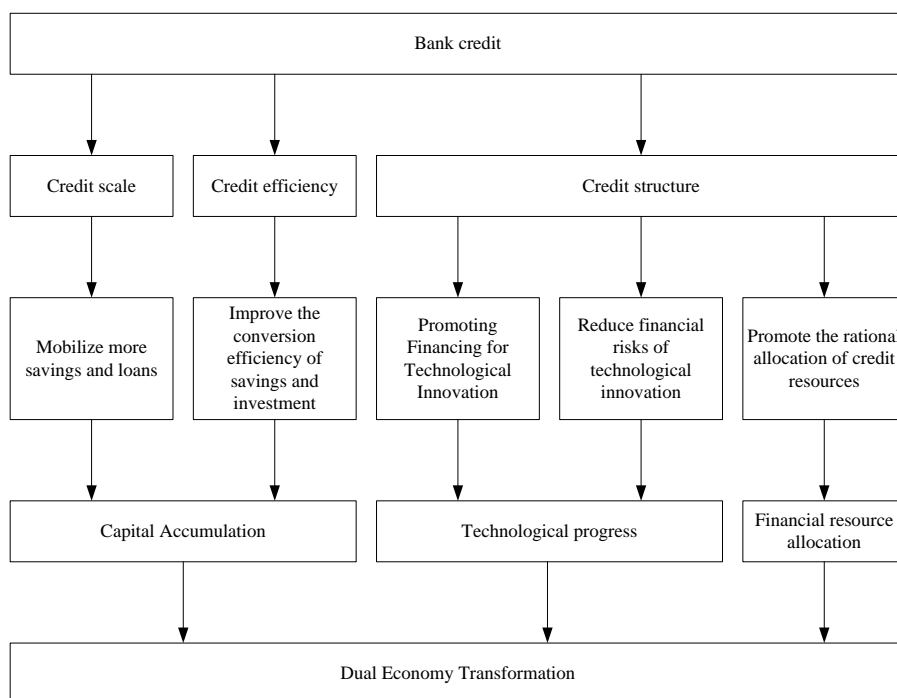 Bank credit
Credit scale
Credit efficiency
Credit structure
Mobilize more
savings and loans
Improve the
conversion
efficiency of
savings and
investment
Promoting
Financing for
Technological
Innovation
Reduce financial
risks of
technological
innovation
Promote the rational
allocation of credit
resources
Capital Accumulation
Technological progress
Financial resource
allocation
Dual Economy Transformation